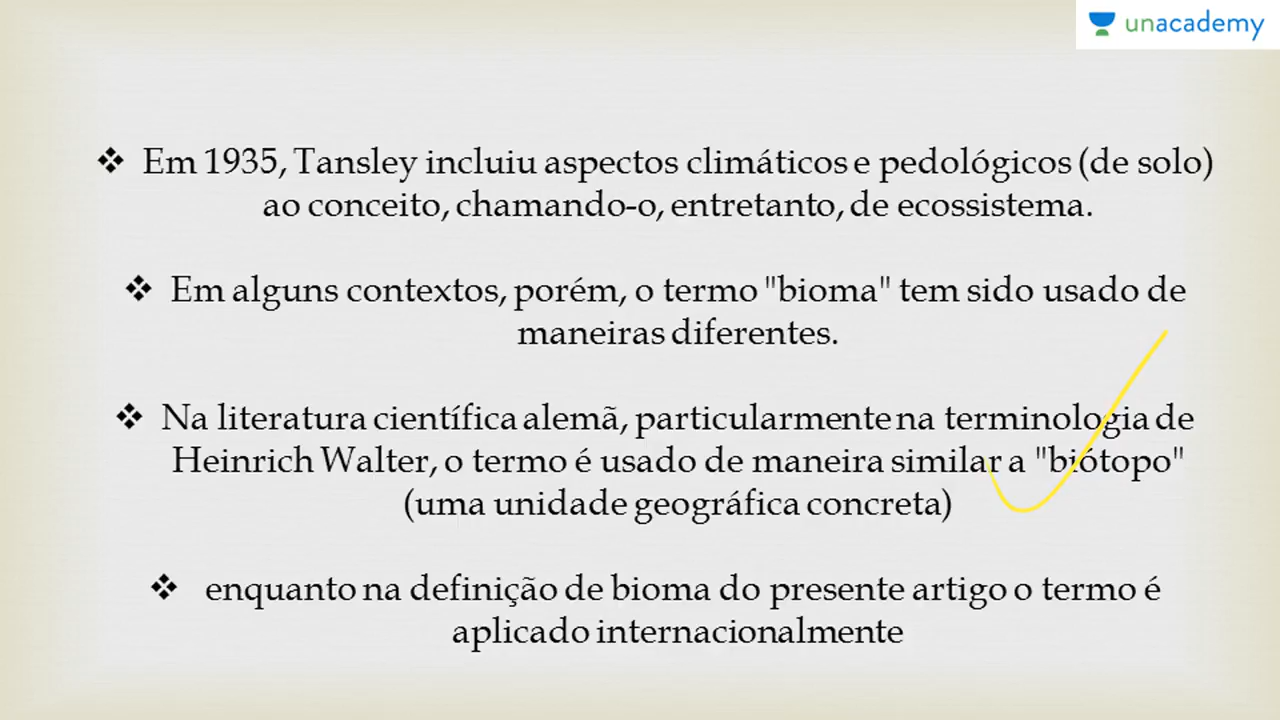 unacademy
❖ Em 1935, Tansley incluiu aspectos climáticos e pedológicos (de solo)
ao conceito, chamando-o, entretanto, de ecossistema.
❖ Em alguns contextos, porém, o termo "bioma" tem sido usado de
maneiras diferentes.
❖ Na literatura científica alemã, particularmente na terminologia de
Heinrich Walter, o termo é usado de maneira similar a "biótopo"
(uma unidade geográfica concreta)
❖ enquanto na definição de bioma do presente artigo o termo é
aplicado internacionalmente